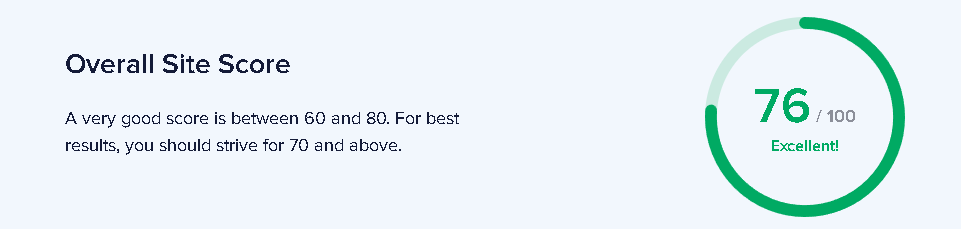 Overall Site Score
A very good score is between 60 and 80. For best
results, you should strive for 70 and above.
76 / 100
Excellent!